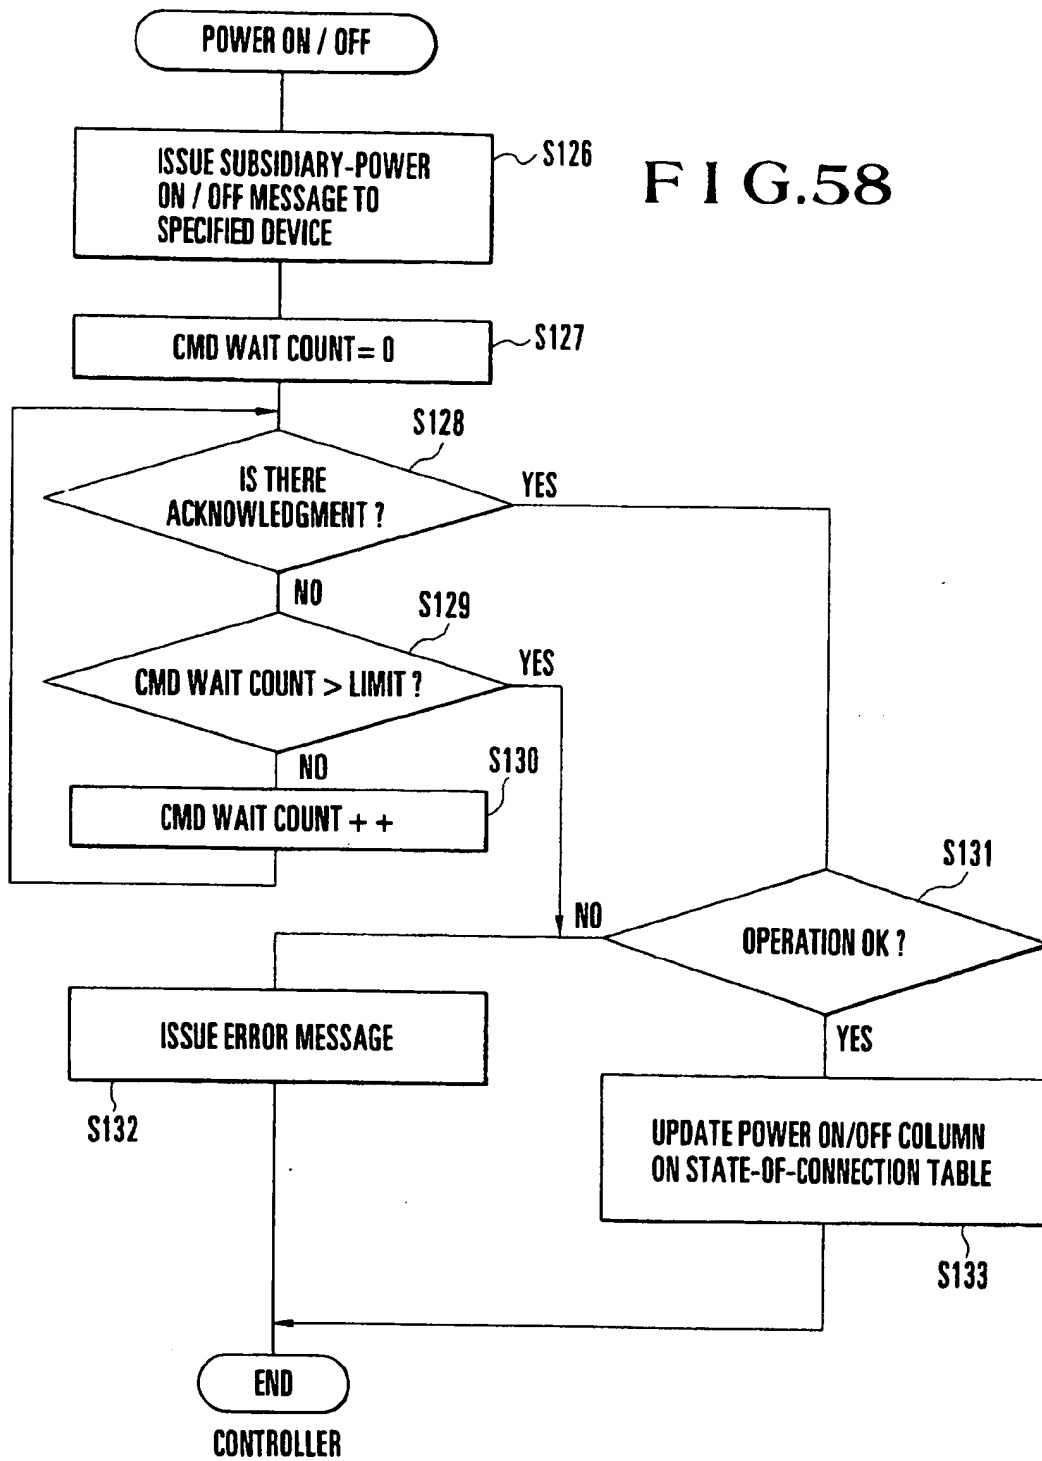 POWER ON / OFF
ISSUE SUBSIDIARY-POWER
ON / OFF MESSAGE TO
SPECIFIED DEVICE
S126
FIG.58
CMD WAIT COUNT = 0
S127
S128
IS THERE
ACKNOWLEDGMENT ?
YES
NO
S129
CMD WAIT COUNT > LIMIT ?
YES
NO
S130
CMD WAIT COUNT + +
S131
NO
OPERATION OK ?
YES
ISSUE ERROR MESSAGE
S132
UPDATE POWER ON/OFF COLUMN
ON STATE-OF-CONNECTION TABLE
S133
END
CONTROLLER